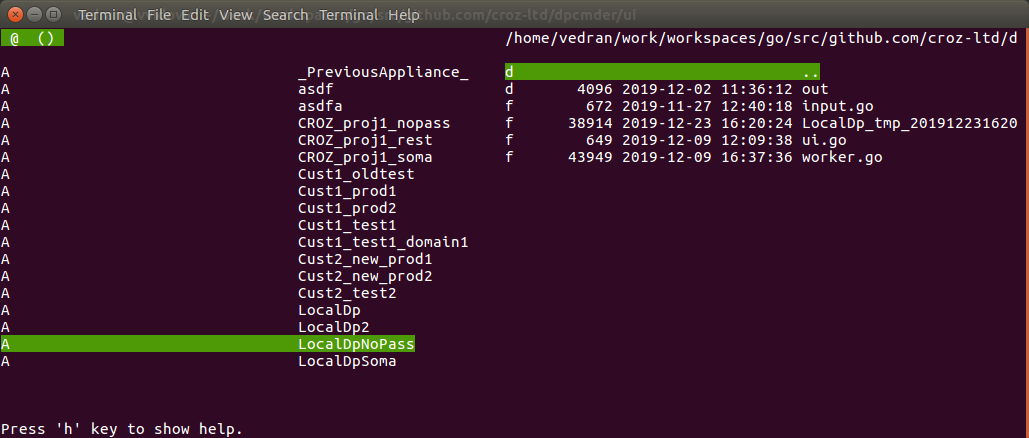 Terminal File Edit View Search Terminal Help
@ () /home/vedran/work/workspaces/go/src/github.com/croz-ltd/d
A _PreviousAppliance_ d ..
A asdf d 4096 2019-12-02 11:36:12 out
A asdfa f 672 2019-11-27 12:40:18 input.go
A CROZ_proj1_nopass f 38914 2019-12-23 16:20:24 LocalDp_tmp_201912231620
A CROZ_proj1_rest f 649 2019-12-09 12:09:38 ui.go
A CROZ_proj1_soma f 43949 2019-12-09 16:37:36 worker.go
A Cust1_oldtest
A Cust1_prod1
A Cust1_prod2
A Cust1_test1
A Cust1_test1_domain1
A Cust2_new_prod1
A Cust2_new_prod2
A Cust2_test2
A LocalDp
A LocalDp2
A LocalDpNoPass
A LocalDpSoma
Press 'h' key to show help.